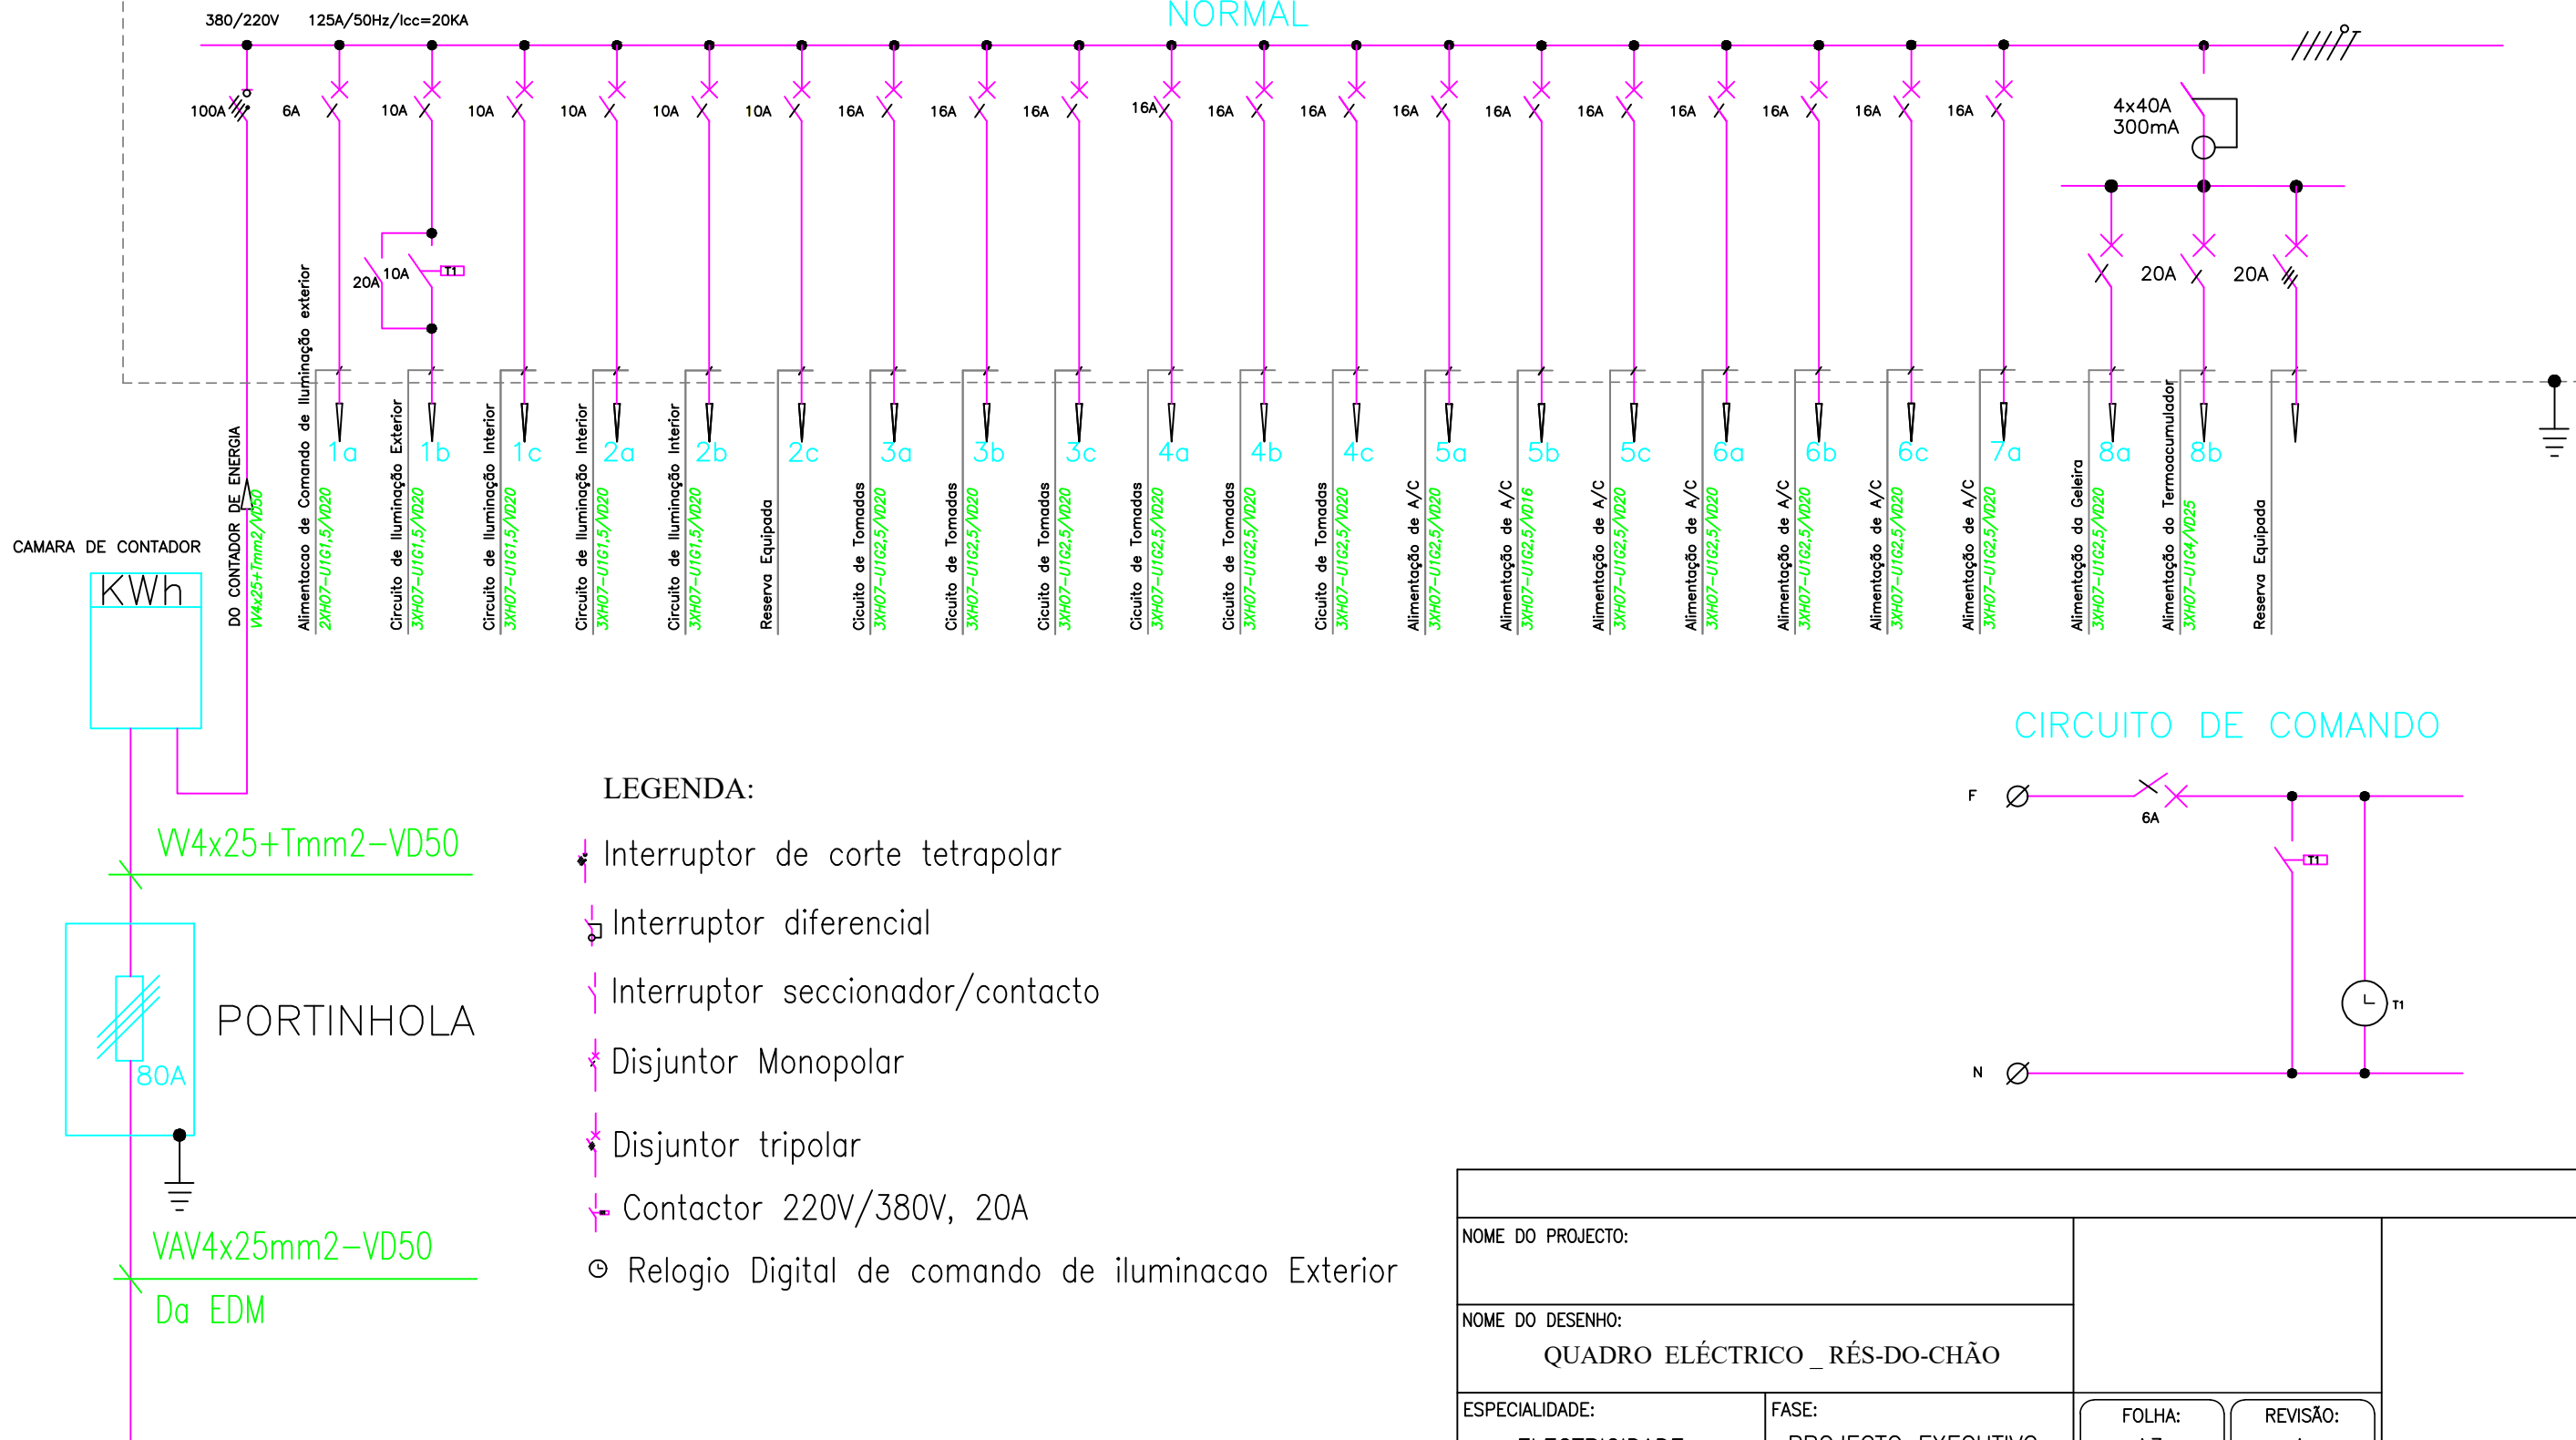 NORMAL
380/220V 125A/50Hz/Icc=20KA
100A 6A 10A 10A 10A 10A 10A 16A 16A 16A 16A 16A 16A 16A 16A 16A 16A 16A 16A 16A
4x40A
300mA
20A 10A T1
20A 20A
1a 1b 1c 2a 2b 2c 3a 3b 3c 4a 4b 4c 5a 5b 5c 6a 6b 6c 7a 8a 8b
DO CONTADOR DE ENERGIA
VV4x25+Tmm2/VD50
Alimentacao de Comando de Iluminação exterior
2XH07-U1G1,5/VD20
Circuito de Iluminação Exterior
3XH07-U1G1,5/VD20
Circuito de Iluminação Interior
3XH07-U1G1,5/VD20
Circuito de Iluminação Interior
3XH07-U1G1,5/VD20
Circuito de Iluminação Interior
3XH07-U1G1,5/VD20
Reserva Equipada
Cicuito de Tomadas
3XH07-U1G2,5/VD20
Cicuito de Tomadas
3XH07-U1G2,5/VD20
Cicuito de Tomadas
3XH07-U1G2,5/VD20
Cicuito de Tomadas
3XH07-U1G2,5/VD20
Cicuito de Tomadas
3XH07-U1G2,5/VD20
Cicuito de Tomadas
3XH07-U1G2,5/VD20
Alimentação de A/C
3XH07-U1G2,5/VD20
Alimentação de A/C
3XH07-U1G2,5/VD16
Alimentação de A/C
3XH07-U1G2,5/VD20
Alimentação de A/C
3XH07-U1G2,5/VD20
Alimentação de A/C
3XH07-U1G2,5/VD20
Alimentação de A/C
3XH07-U1G2,5/VD20
Alimentação de A/C
3XH07-U1G2,5/VD20
Alimentação da Geleira
3XH07-U1G2,5/VD20
Alimentação do Termoacumulador
3XH07-U1G4/VD25
Reserva Equipada
CAMARA DE CONTADOR
KWh
VV4x25+Tmm2-VD50
PORTINHOLA
80A
VAV4x25mm2-VD50
Da EDM
LEGENDA:
Interruptor de corte tetrapolar
Interruptor diferencial
Interruptor seccionador/contacto
Disjuntor Monopolar
Disjuntor tripolar
Contactor 220V/380V, 20A
Relogio Digital de comando de iluminacao Exterior
CIRCUITO DE COMANDO
F
6A
T1
T1
N
NOME DO PROJECTO:
NOME DO DESENHO:
QUADRO ELÉCTRICO _ RÉS-DO-CHÃO
ESPECIALIDADE: FASE: FOLHA: REVISÃO:
ELECTRICIDADE PROJECTO EXECUTIVO